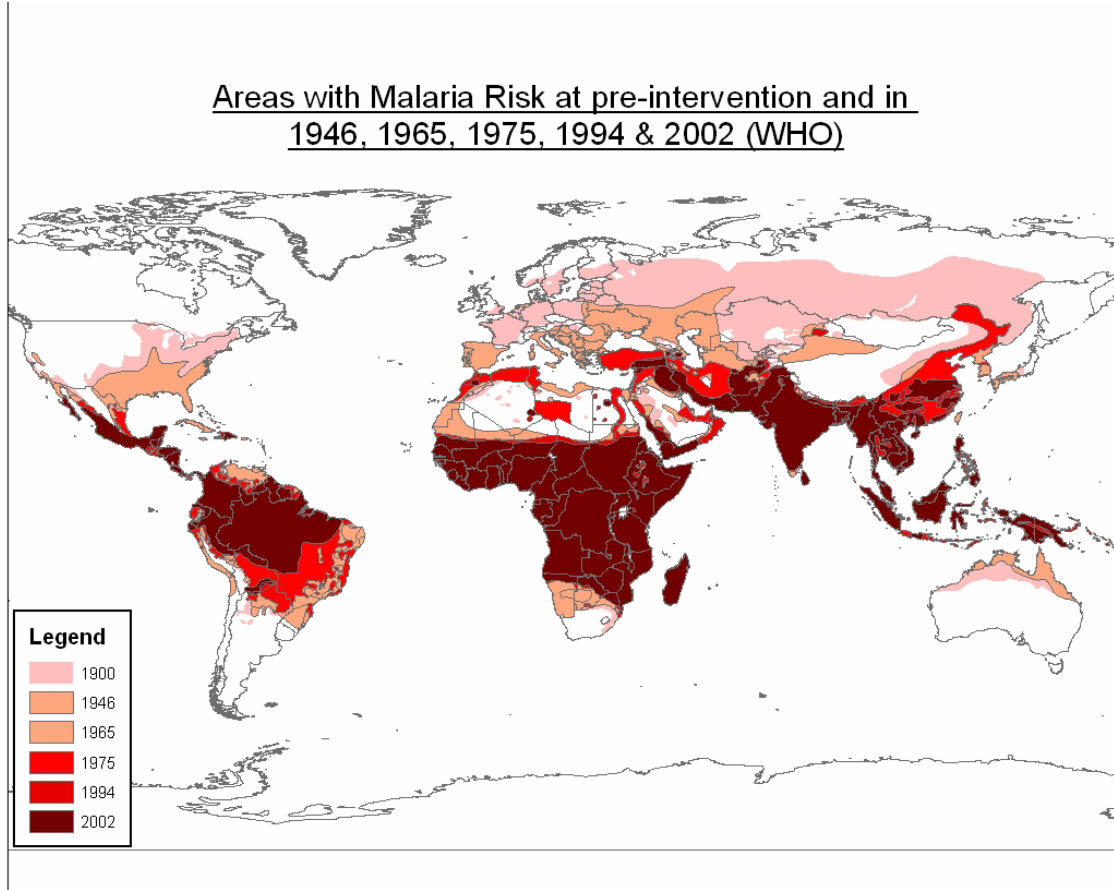 Areas with Malaria Risk at pre-intervention and in
1946, 1965, 1975, 1994 & 2002 (WHO)
Legend
1900
1946
1965
1975
1994
2002